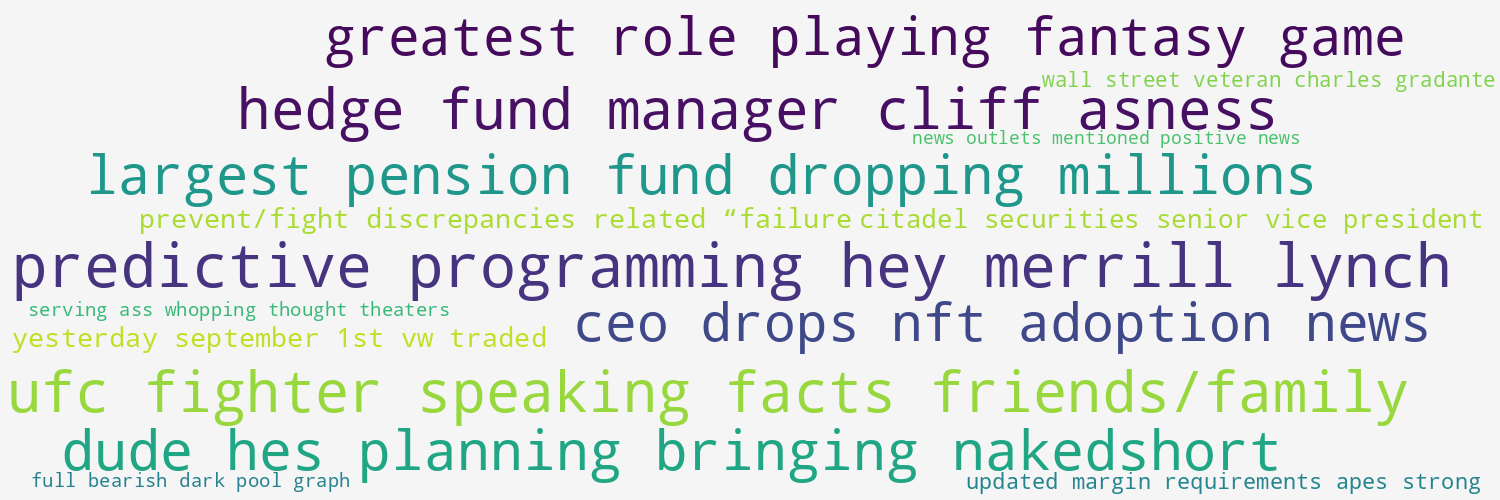 greatest role playing fantasy game
wall street veteran charles gradante
hedge fund manager cliff asness
news outlets mentioned positive news
largest pension fund dropping millions
prevent/fight discrepancies related “failure
citadel securities senior vice president
predictive programming hey merrill lynch
serving ass whopping thought theaters
ceo drops nft adoption news
yesterday september 1st vw traded
ufc fighter speaking facts friends/family
dude hes planning bringing nakedshort
full bearish dark pool graph
updated margin requirements apes strong